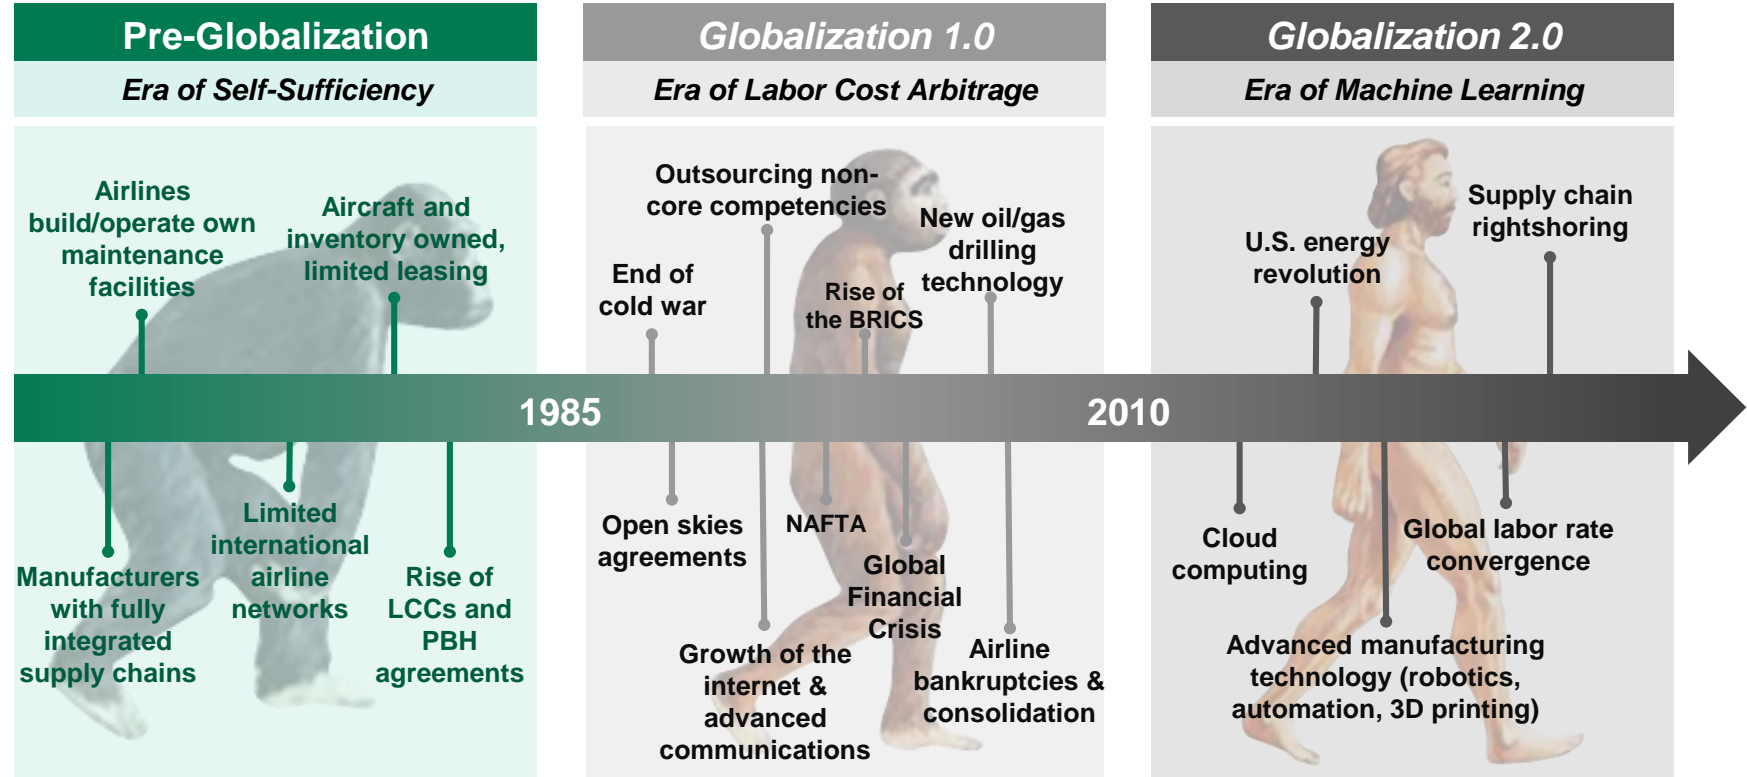 Pre-Globalization
Era of Self-Sufficiency
Airlines
build/operate own
maintenance
facilities
Aircraft and
inventory owned,
limited leasing
Manufacturers
with fully
integrated
supply chains
Limited
international
airline
networks
Rise of
LCCs and
PBH
agreements
1985
Globalization 1.0
Era of Labor Cost Arbitrage
End of
cold war
Outsourcing non-
core competencies
Rise of
the BRICS
New oil/gas
drilling
technology
Open skies
agreements
Growth of the
internet &
advanced
communications
NAFTA
Global
Financial
Crisis
Airline
bankruptcies &
consolidation
2010
Globalization 2.0
Era of Machine Learning
U.S. energy
revolution
Supply chain
rightshoring
Cloud
computing
Advanced manufacturing
technology (robotics,
automation, 3D printing)
Global labor rate
convergence